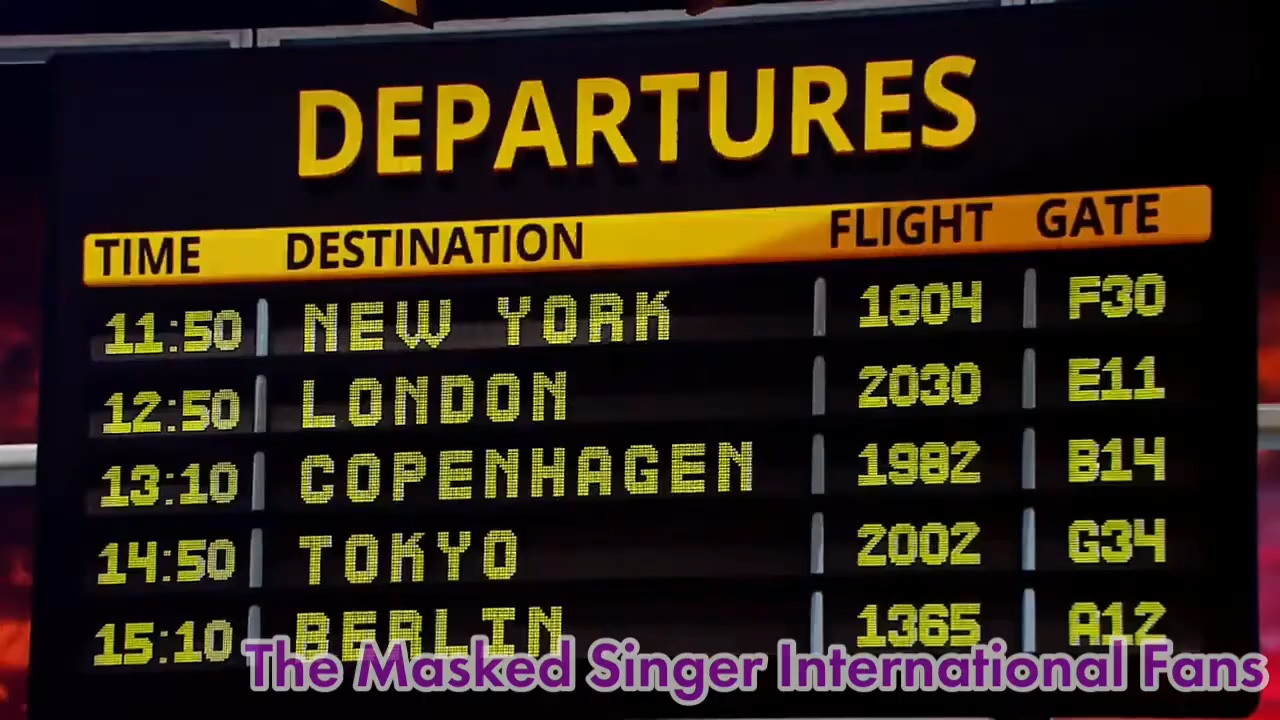 DEPARTURES
TIME DESTINATION FLIGHT GATE
11:50 NEW YORK 1804 F30
12:50 LONDON 2030 E11
13:10 COPENHAGEN 1982 B14
14:50 TOKYO 2002 G34
15:10 BERLIN 1365 A12
The Masked Singer International Fans